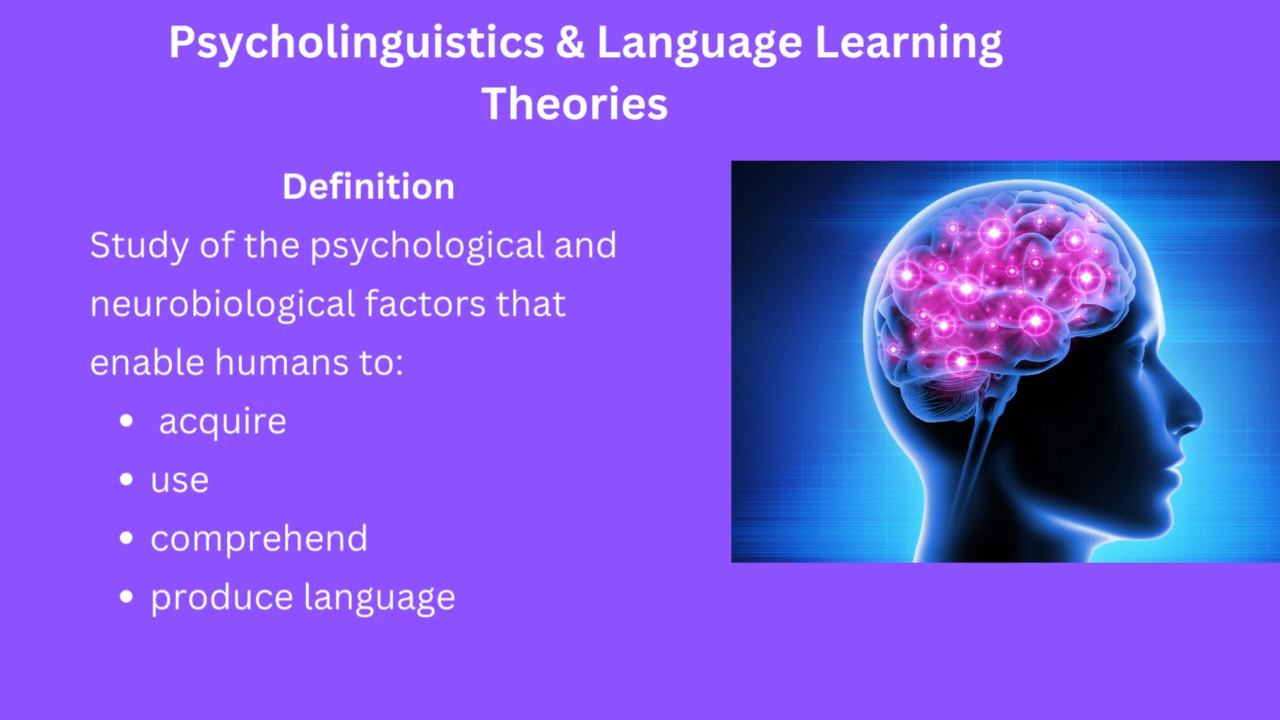 Psycholinguistics & Language Learning
Theories
Definition
Study of the psychological and
neurobiological factors that
enable humans to:
• acquire
• use
• comprehend
• produce language